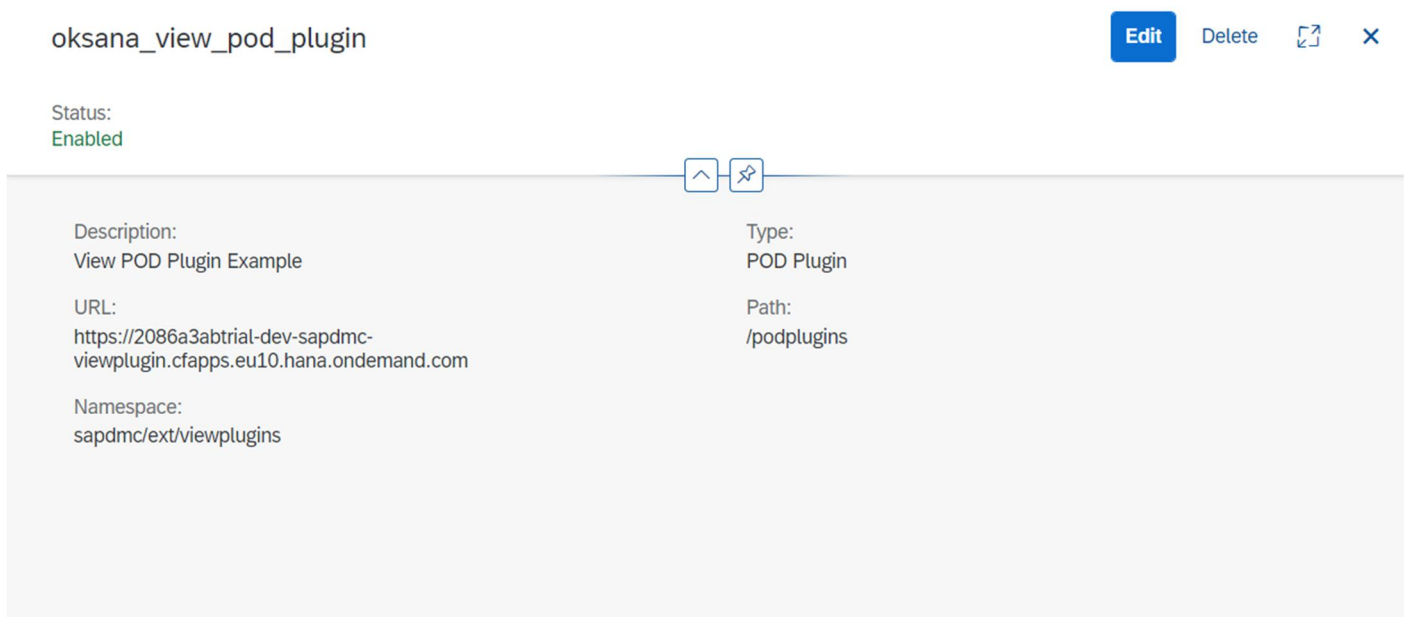 oksana_view_pod_plugin
Edit
Delete
Status:
Enabled
Description:
View POD Plugin Example
Type:
POD Plugin
URL:
https://2086a3abtrial-dev-sapdmc-
viewplugin.cfapps.eu10.hana.ondemand.com
Path:
/podplugins
Namespace:
sapdmc/ext/viewplugins